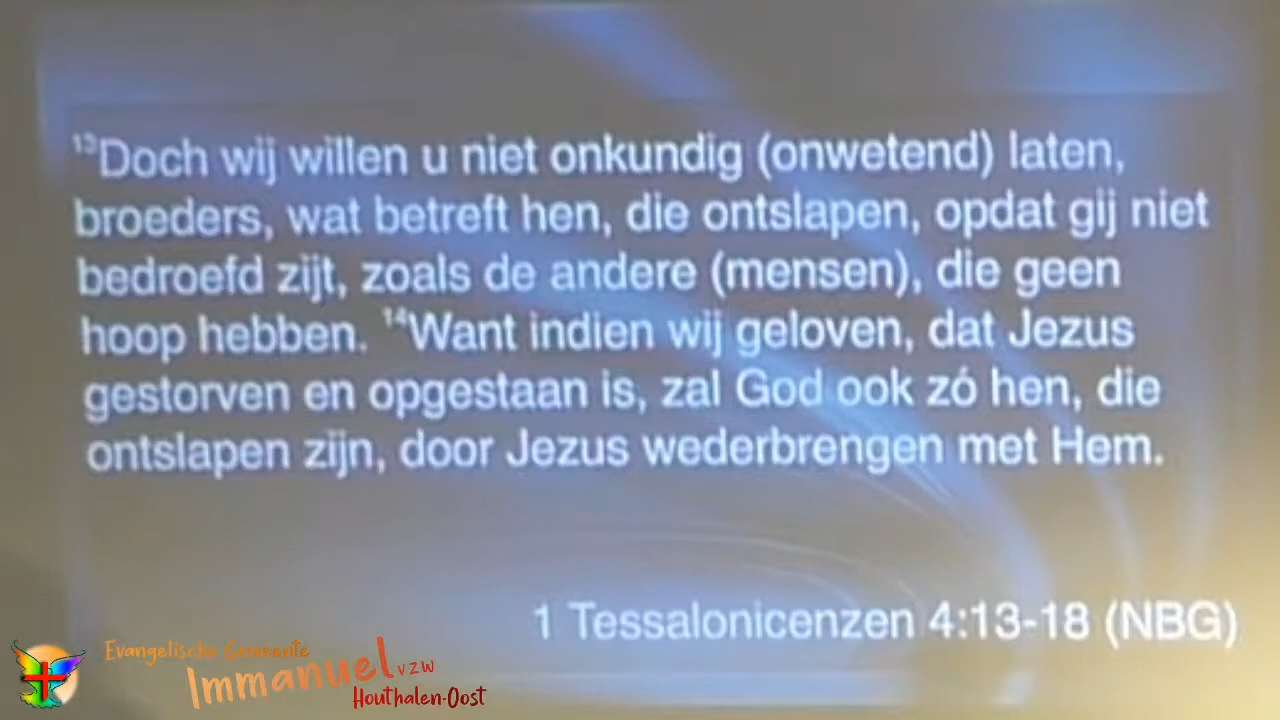 ¹³Doch wij willen u niet onkundig (onwetend) laten,
broeders, wat betreft hen, die ontslapen, opdat gij niet
bedroefd zijt, zoals de andere (mensen), die geen
hoop hebben. ¹⁴Want indien wij geloven, dat Jezus
gestorven en opgestaan is, zal God ook zó hen, die
ontslapen zijn, door Jezus wederbrengen met Hem.
1 Tessalonicenzen 4:13-18 (NBG)
Evangelische Gemeente
Immanuel vzw
Houthalen-Oost